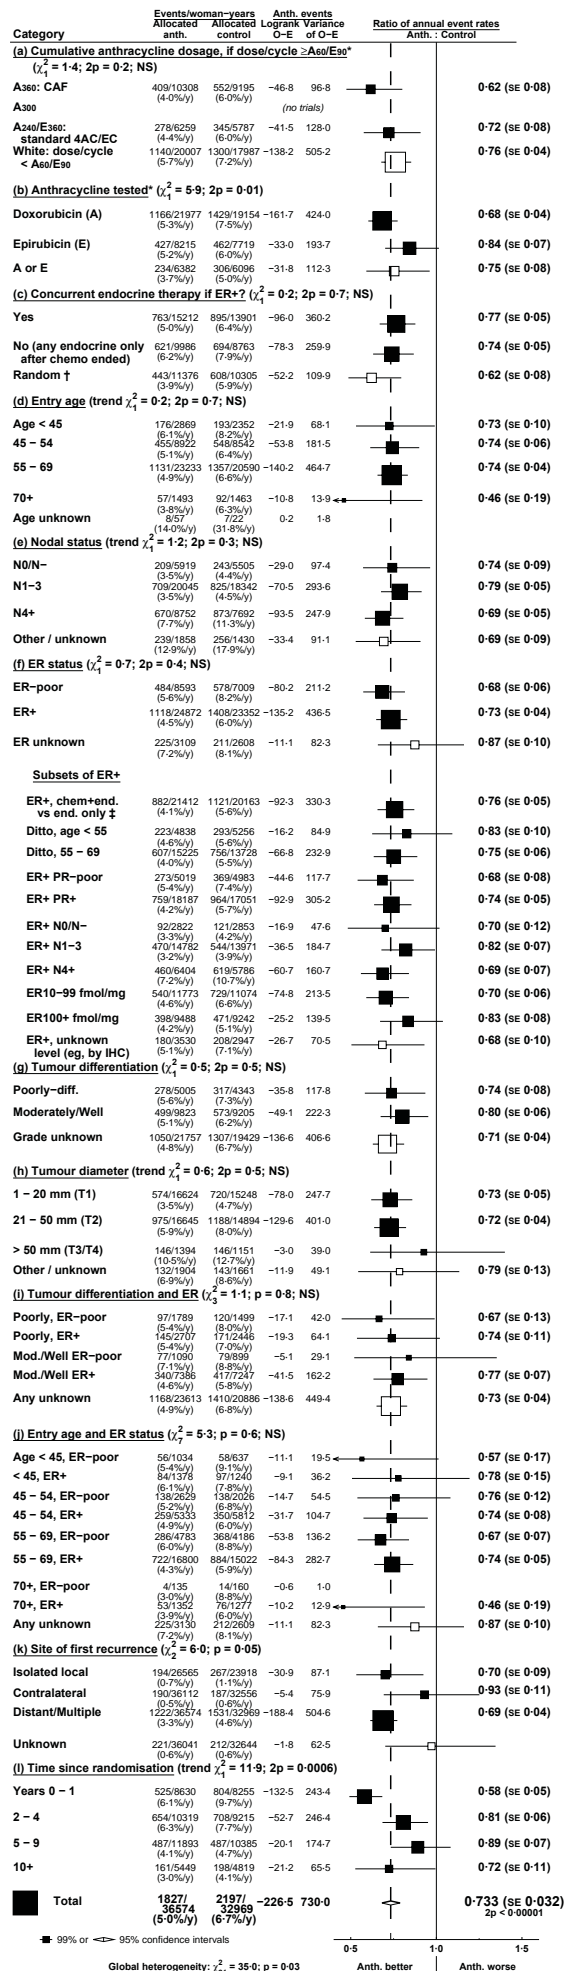 Events/woman−years Anth. events
Allocated Allocated Logrank Variance Ratio of annual event rates
Category anth. control O−E of O−E Anth. : Control
(a) Cumulative anthracycline dosage, if dose/cycle ≥A60/E90*
(χ²₁ = 1·4; 2p = 0·2; NS)
A360: CAF 409/10308 552/9195 −46·8 96·8 0·62 (SE 0·08)
(4·0%/y) (6·0%/y)
A300 (no trials)
A240/E360: 278/6259 345/5787 −41·5 128·0 0·72 (SE 0·08)
standard 4AC/EC (4·4%/y) (6·0%/y)
White: dose/cycle 1140/20007 1300/17987 −138·2 505·2 0·76 (SE 0·04)
< A60/E90 (5·7%/y) (7·2%/y)
(b) Anthracycline tested* (χ²₁ = 5·9; 2p = 0·01)
Doxorubicin (A) 1166/21977 1429/19154 −161·7 424·0 0·68 (SE 0·04)
(5·3%/y) (7·5%/y)
Epirubicin (E) 427/8215 462/7719 −33·0 193·7 0·84 (SE 0·07)
(5·2%/y) (6·0%/y)
A or E 234/6382 306/6096 −31·8 112·3 0·75 (SE 0·08)
(3·7%/y) (5·0%/y)
(c) Concurrent endocrine therapy if ER+? (χ²₁ = 0·2; 2p = 0·7; NS)
Yes 763/15212 895/13901 −96·0 360·2 0·77 (SE 0·05)
(5·0%/y) (6·4%/y)
No (any endocrine only 621/9986 694/8763 −78·3 259·9 0·74 (SE 0·05)
after chemo ended) (6·2%/y) (7·9%/y)
Random † 443/11376 608/10305 −52·2 109·9 0·62 (SE 0·08)
(3·9%/y) (5·9%/y)
(d) Entry age (trend χ²₁ = 0·2; 2p = 0·7; NS)
Age < 45 176/2869 193/2352 −21·9 68·1 0·73 (SE 0·10)
(6·1%/y) (8·2%/y)
45 − 54 455/8922 548/8542 −53·8 181·5 0·74 (SE 0·06)
(5·1%/y) (6·4%/y)
55 − 69 1131/23233 1357/20590 −140·2 464·7 0·74 (SE 0·04)
(4·9%/y) (6·6%/y)
70+ 57/1493 92/1463 −10·8 13·9 0·46 (SE 0·19)
(3·8%/y) (6·3%/y)
Age unknown 8/57 7/22 0·2 1·8
(14·0%/y) (31·8%/y)
(e) Nodal status (trend χ²₁ = 1·2; 2p = 0·3; NS)
N0/N− 209/5919 243/5505 −29·0 97·4 0·74 (SE 0·09)
(3·5%/y) (4·4%/y)
N1−3 709/20045 825/18342 −70·5 293·6 0·79 (SE 0·05)
(3·5%/y) (4·5%/y)
N4+ 670/8752 873/7692 −93·5 247·9 0·69 (SE 0·05)
(7·7%/y) (11·3%/y)
Other / unknown 239/1858 256/1430 −33·4 91·1 0·69 (SE 0·09)
(12·9%/y) (17·9%/y)
(f) ER status (χ²₁ = 0·7; 2p = 0·4; NS)
ER−poor 484/8593 578/7009 −80·2 211·2 0·68 (SE 0·06)
(5·6%/y) (8·2%/y)
ER+ 1118/24872 1408/23352 −135·2 436·5 0·73 (SE 0·04)
(4·5%/y) (6·0%/y)
ER unknown 225/3109 211/2608 −11·1 82·3 0·87 (SE 0·10)
(7·2%/y) (8·1%/y)
Subsets of ER+
ER+, chem+end. 882/21412 1121/20163 −92·3 330·3 0·76 (SE 0·05)
vs end. only ‡ (4·1%/y) (5·6%/y)
Ditto, age < 55 223/4838 293/5256 −16·2 84·9 0·83 (SE 0·10)
(4·6%/y) (5·6%/y)
Ditto, 55 − 69 607/15225 756/13728 −66·8 232·9 0·75 (SE 0·06)
(4·0%/y) (5·5%/y)
ER+ PR−poor 273/5019 369/4983 −44·6 117·7 0·68 (SE 0·08)
(5·4%/y) (7·4%/y)
ER+ PR+ 759/18187 964/17051 −92·9 305·2 0·74 (SE 0·05)
(4·2%/y) (5·7%/y)
ER+ N0/N− 92/2822 121/2853 −16·9 47·6 0·70 (SE 0·12)
(3·3%/y) (4·2%/y)
ER+ N1−3 470/14782 544/13971 −36·5 184·7 0·82 (SE 0·07)
(3·2%/y) (3·9%/y)
ER+ N4+ 460/6404 619/5786 −60·7 160·7 0·69 (SE 0·07)
(7·2%/y) (10·7%/y)
ER10−99 fmol/mg 540/11773 729/11074 −74·8 213·5 0·70 (SE 0·06)
(4·6%/y) (6·6%/y)
ER100+ fmol/mg 398/9488 471/9242 −25·2 139·5 0·83 (SE 0·08)
(4·2%/y) (5·1%/y)
ER+, unknown 180/3530 208/2947 −26·7 70·5 0·68 (SE 0·10)
level (eg, by IHC) (5·1%/y) (7·1%/y)
(g) Tumour differentiation (χ²₁ = 0·5; 2p = 0·5; NS)
Poorly−diff. 278/5005 317/4343 −35·8 117·8 0·74 (SE 0·08)
(5·6%/y) (7·3%/y)
Moderately/Well 499/9823 573/9205 −49·1 222·3 0·80 (SE 0·06)
(5·1%/y) (6·2%/y)
Grade unknown 1050/21757 1307/19429 −136·6 406·6 0·71 (SE 0·04)
(4·8%/y) (6·7%/y)
(h) Tumour diameter (trend χ²₁ = 0·6; 2p = 0·5; NS)
1 − 20 mm (T1) 574/16624 720/15248 −78·0 247·7 0·73 (SE 0·05)
(3·5%/y) (4·7%/y)
21 − 50 mm (T2) 975/16645 1188/14894 −129·6 401·0 0·72 (SE 0·04)
(5·9%/y) (8·0%/y)
> 50 mm (T3/T4) 146/1394 146/1151 −3·0 39·0
(10·5%/y) (12·7%/y)
Other / unknown 132/1904 143/1661 −11·9 49·1 0·79 (SE 0·13)
(6·9%/y) (8·6%/y)
(i) Tumour differentiation and ER (χ²₃ = 1·1; p = 0·8; NS)
Poorly, ER−poor 97/1789 120/1499 −17·1 42·0 0·67 (SE 0·13)
(5·4%/y) (8·0%/y)
Poorly, ER+ 145/2707 171/2446 −19·3 64·1 0·74 (SE 0·11)
(5·4%/y) (7·0%/y)
Mod./Well ER−poor 77/1090 79/899 −5·1 29·1
(7·1%/y) (8·8%/y)
Mod./Well ER+ 340/7386 417/7247 −41·5 162·2 0·77 (SE 0·07)
(4·6%/y) (5·8%/y)
Any unknown 1168/23613 1410/20886 −138·6 449·4 0·73 (SE 0·04)
(4·9%/y) (6·8%/y)
(j) Entry age and ER status (χ²₇ = 5·3; p = 0·6; NS)
Age < 45, ER−poor 56/1034 58/637 −11·1 19·5 0·57 (SE 0·17)
(5·4%/y) (9·1%/y)
< 45, ER+ 84/1378 97/1240 −9·1 36·2 0·78 (SE 0·15)
(6·1%/y) (7·8%/y)
45 − 54, ER−poor 138/2629 138/2026 −14·7 54·5 0·76 (SE 0·12)
(5·2%/y) (6·8%/y)
45 − 54, ER+ 259/5333 350/5812 −31·7 104·7 0·74 (SE 0·08)
(4·9%/y) (6·0%/y)
55 − 69, ER−poor 286/4783 368/4186 −53·8 136·2 0·67 (SE 0·07)
(6·0%/y) (8·8%/y)
55 − 69, ER+ 722/16800 884/15022 −84·3 282·7 0·74 (SE 0·05)
(4·3%/y) (5·9%/y)
70+, ER−poor 4/135 14/160 −0·6 1·0
(3·0%/y) (8·8%/y)
70+, ER+ 53/1352 76/1277 −10·2 12·9 0·46 (SE 0·19)
(3·9%/y) (6·0%/y)
Any unknown 225/3130 212/2609 −11·1 82·3 0·87 (SE 0·10)
(7·2%/y) (8·1%/y)
(k) Site of first recurrence (χ²₂ = 6·0; p = 0·05)
Isolated local 194/26565 267/23918 −30·9 87·1 0·70 (SE 0·09)
(0·7%/y) (1·1%/y)
Contralateral 190/36112 187/32556 −5·4 75·9 0·93 (SE 0·11)
(0·5%/y) (0·6%/y)
Distant/Multiple 1222/36574 1531/32969 −188·4 504·6 0·69 (SE 0·04)
(3·3%/y) (4·6%/y)
Unknown 221/36041 212/32644 −1·8 62·5
(0·6%/y) (0·6%/y)
(l) Time since randomisation (trend χ²₁ = 11·9; 2p = 0·0006)
Years 0 − 1 525/8630 804/8255 −132·5 243·4 0·58 (SE 0·05)
(6·1%/y) (9·7%/y)
2 − 4 654/10319 708/9215 −52·7 246·4 0·81 (SE 0·06)
(6·3%/y) (7·7%/y)
5 − 9 487/11893 487/10385 −20·1 174·7 0·89 (SE 0·07)
(4·1%/y) (4·7%/y)
10+ 161/5449 198/4819 −21·2 65·5 0·72 (SE 0·11)
(3·0%/y) (4·1%/y)
Total 1827/ 2197/ −226·5 730·0 0·733 (SE 0·032)
36574 32969 2p < 0·00001
(5·0%/y) (6·7%/y)
99% or 95% confidence intervals
0·5 1·0 1·5
Global heterogeneity: = 35·0; p = 0·03 Anth. better Anth. worse